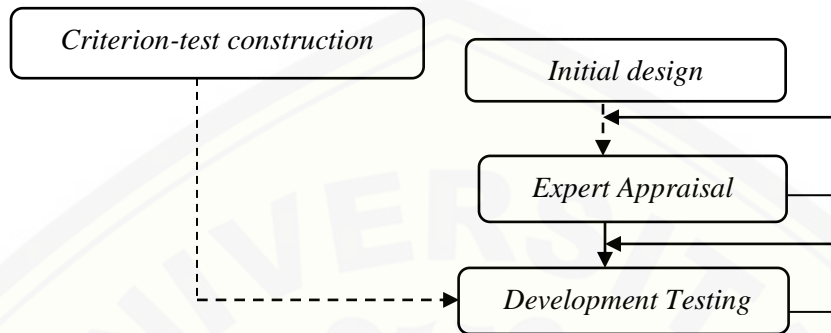 Criterion-test construction
Initial design
Expert Appraisal
Development Testing